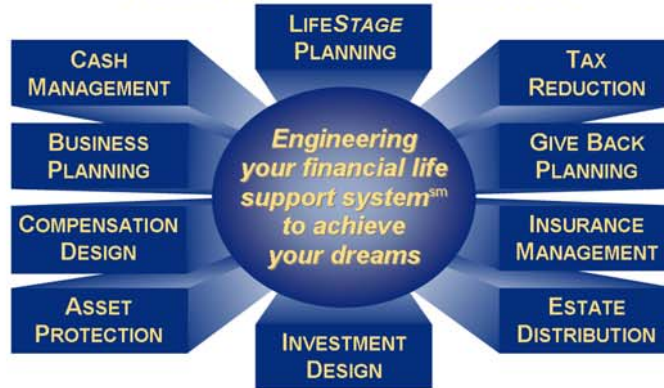 LIFESTAGE
PLANNING
CASH
MANAGEMENT
TAX
REDUCTION
BUSINESS
PLANNING
GIVE BACK
PLANNING
Engineering
your financial life
support system℠
to achieve
your dreams
COMPENSATION
DESIGN
INSURANCE
MANAGEMENT
ASSET
PROTECTION
ESTATE
DISTRIBUTION
INVESTMENT
DESIGN